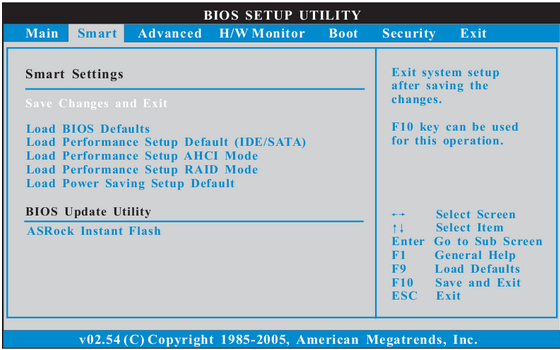 BIOS SETUP UTILITY
Main Smart Advanced H/W Monitor Boot Security Exit
Smart Settings
Save Changes and Exit
Load BIOS Defaults
Load Performance Setup Default (IDE/SATA)
Load Performance Setup AHCI Mode
Load Performance Setup RAID Mode
Load Power Saving Setup Default
BIOS Update Utility
ASRock Instant Flash
Exit system setup
after saving the
changes.
F10 key can be used
for this operation.
↔ Select Screen
↑↓ Select Item
Enter Go to Sub Screen
F1 General Help
F9 Load Defaults
F10 Save and Exit
ESC Exit
v02.54 (C) Copyright 1985-2005, American Megatrends, Inc.